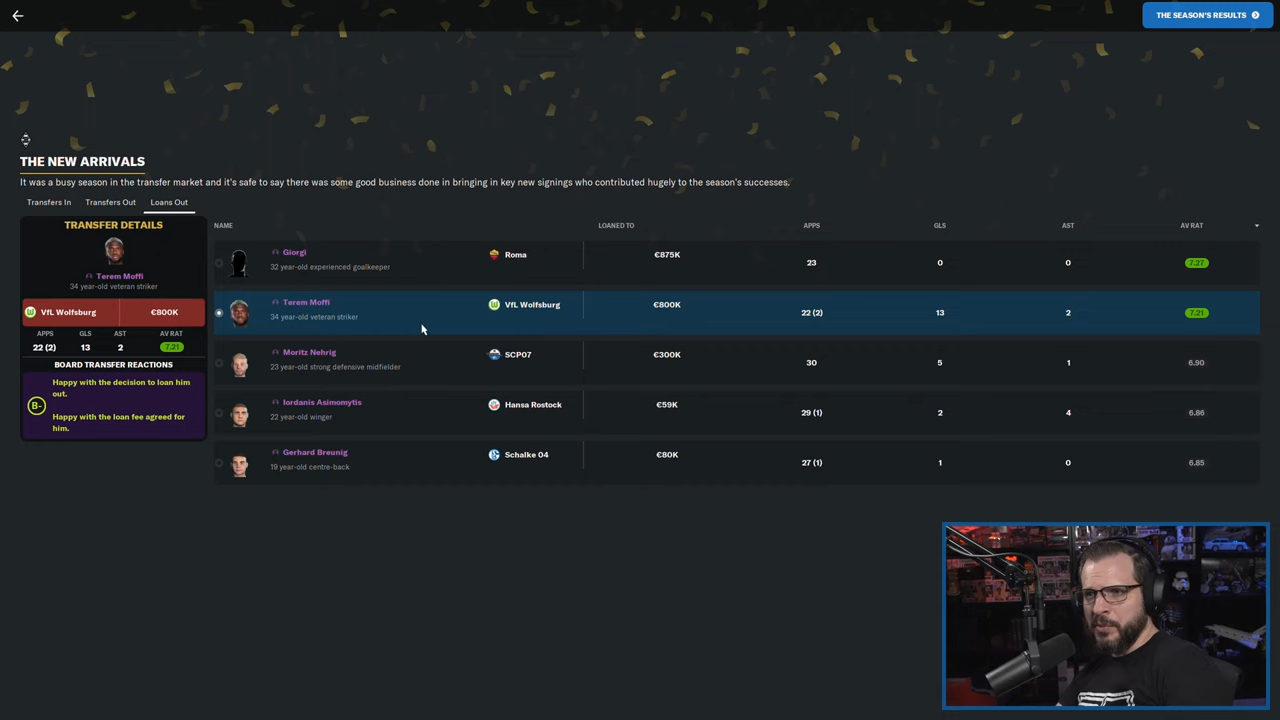 THE SEASON'S RESULTS
THE NEW ARRIVALS
It was a busy season in the transfer market and it's safe to say there was some good business done in bringing in key new signings who contributed hugely to the season's successes.
Transfers In Transfers Out Loans Out
TRANSFER DETAILS
Terem Moffi
34 year-old veteran striker
VfL Wolfsburg €800K
APPS GLS AST AV RAT
22 (2) 13 2 7.21
BOARD TRANSFER REACTIONS
B-
Happy with the decision to loan him
out.
Happy with the loan fee agreed for
him.
NAME LOANED TO APPS GLS AST AV RAT
Giorgi Roma €875K 23 0 0 7.27
32 year-old experienced goalkeeper
Terem Moffi VfL Wolfsburg €800K 22 (2) 13 2 7.21
34 year-old veteran striker
Moritz Nehrig SCP07 €300K 30 5 1 6.90
23 year-old strong defensive midfielder
Iordanis Asimomytis Hansa Rostock €59K 29 (1) 2 4 6.86
22 year-old winger
Gerhard Breunig Schalke 04 €80K 27 (1) 1 0 6.85
19 year-old centre-back